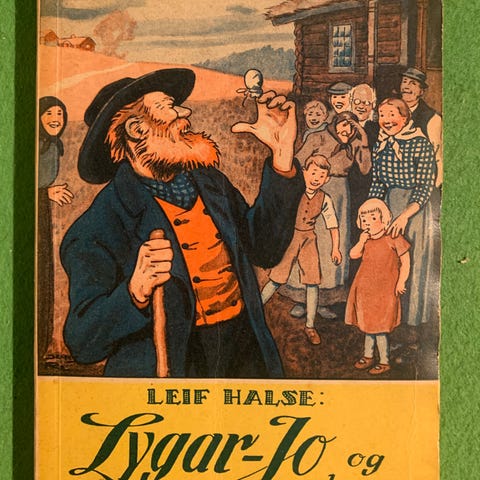 LEIF HALSE:
Lygar-Jo, og